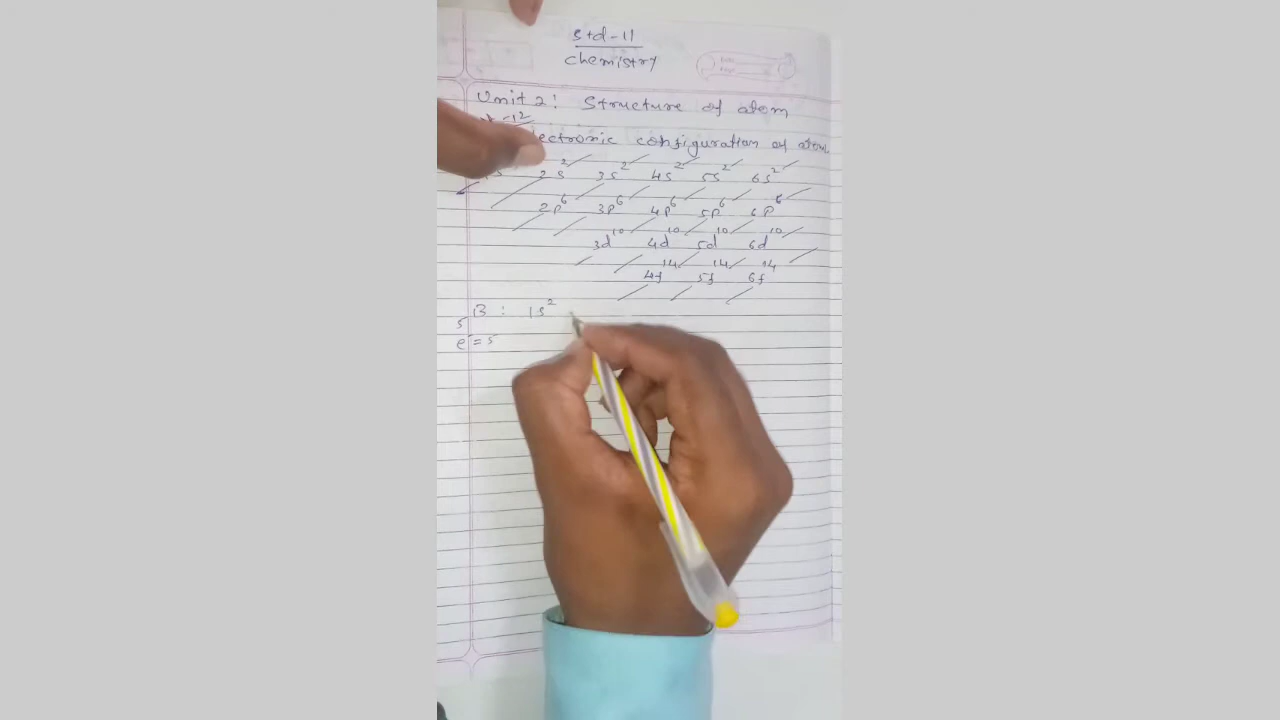 std-11
chemistry
Unit 2: Structure of atom
electronic configuration of atom
2s² 3s² 4s² 5s² 6s²
2p⁶ 3p⁶ 4p⁶ 5p⁶ 6p⁶
3d¹⁰ 4d¹⁰ 5d¹⁰ 6d¹⁰
4f¹⁴ 5f¹⁴ 6f¹⁴
₅B : 1s²
e⁻ = 5